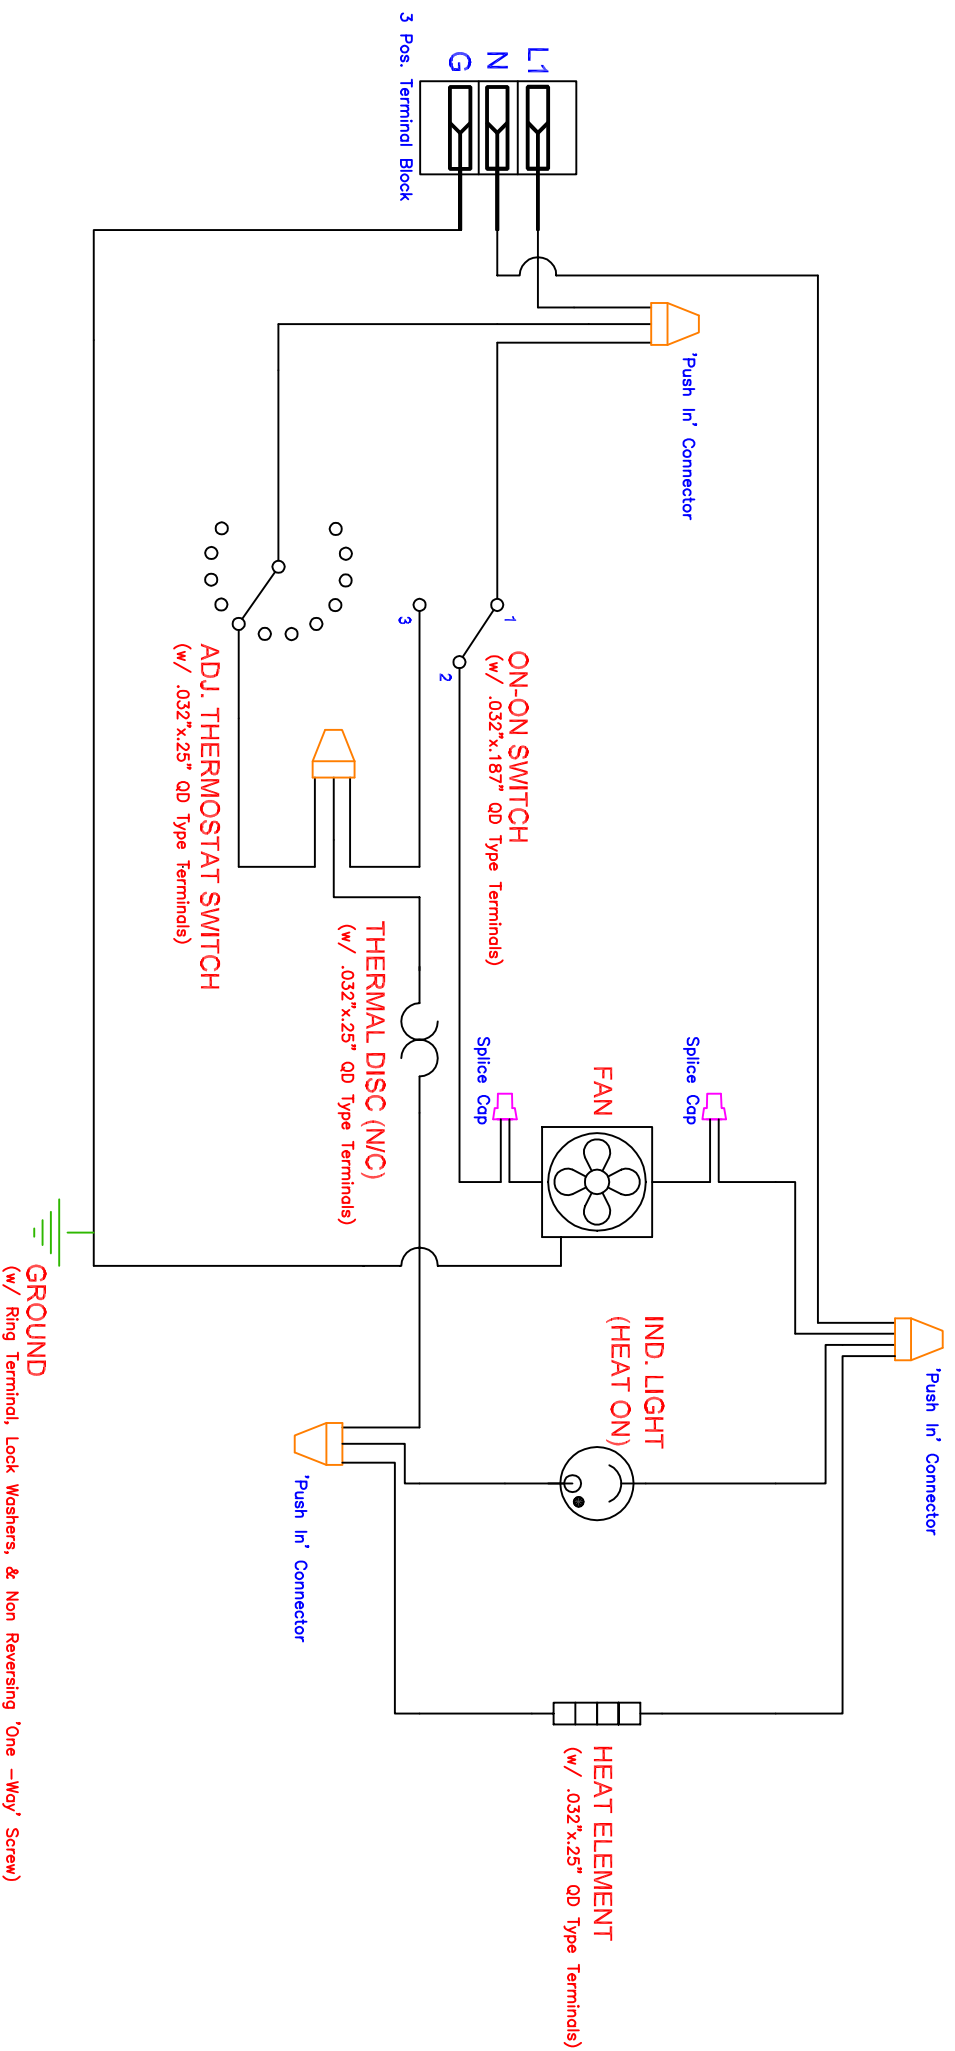 L1
N
G
3 Pos. Terminal Block
'Push In' Connector
1
2
3
ON-ON SWITCH
(w/ .032"x.187" QD Type Terminals)
ADJ. THERMOSTAT SWITCH
(w/ .032"x.25" QD Type Terminals)
THERMAL DISC (N/C)
(w/ .032"x.25" QD Type Terminals)
Splice Cap
FAN
Splice Cap
GROUND
(w/ Ring Terminal, Lock Washers, & Non Reversing 'One -Way' Screw)
'Push In' Connector
IND. LIGHT
(HEAT ON)
'Push In' Connector
HEAT ELEMENT
(w/ .032"x.25" QD Type Terminals)